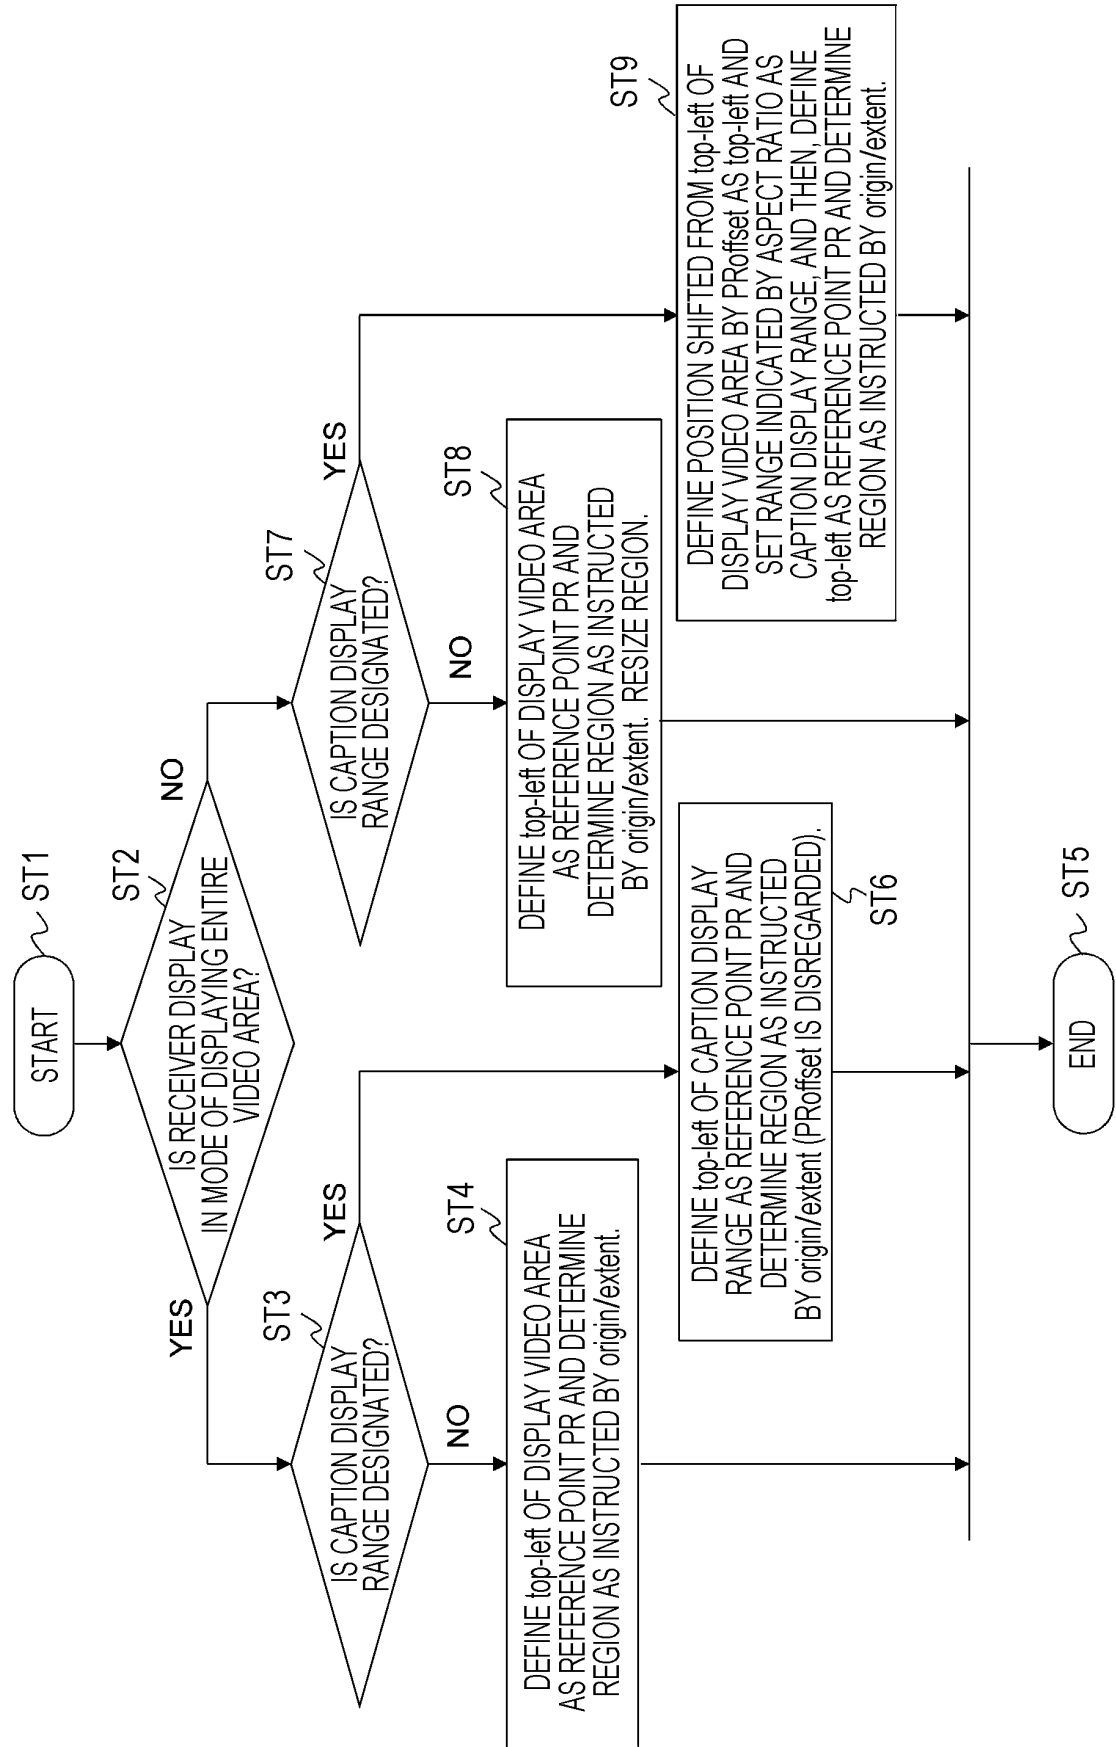 START
ST1
IS RECEIVER DISPLAY
IN MODE OF DISPLAYING ENTIRE
VIDEO AREA?
ST2
YES
NO
IS CAPTION DISPLAY
RANGE DESIGNATED?
ST3
YES
NO
DEFINE top-left OF DISPLAY VIDEO AREA
AS REFERENCE POINT PR AND DETERMINE
REGION AS INSTRUCTED BY origin/extent.
ST4
DEFINE top-left OF CAPTION DISPLAY
RANGE AS REFERENCE POINT PR AND
DETERMINE REGION AS INSTRUCTED
BY origin/extent (PRoffset IS DISREGARDED).
ST6
IS CAPTION DISPLAY
RANGE DESIGNATED?
ST7
YES
NO
DEFINE top-left OF DISPLAY VIDEO AREA
AS REFERENCE POINT PR AND
DETERMINE REGION AS INSTRUCTED
BY origin/extent. RESIZE REGION.
ST8
DEFINE POSITION SHIFTED FROM top-left OF
DISPLAY VIDEO AREA BY PRoffset AS top-left AND
SET RANGE INDICATED BY ASPECT RATIO AS
CAPTION DISPLAY RANGE, AND THEN, DEFINE
top-left AS REFERENCE POINT PR AND DETERMINE
REGION AS INSTRUCTED BY origin/extent.
ST9
END
ST5